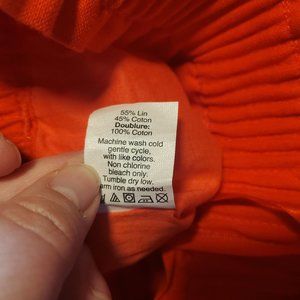 55% Lin
45% Coton
Doublure:
100% Coton
Machine wash cold
gentle cycle,
with like colors.
Non chlorine
bleach only.
Tumble dry low,
arm iron as needed.